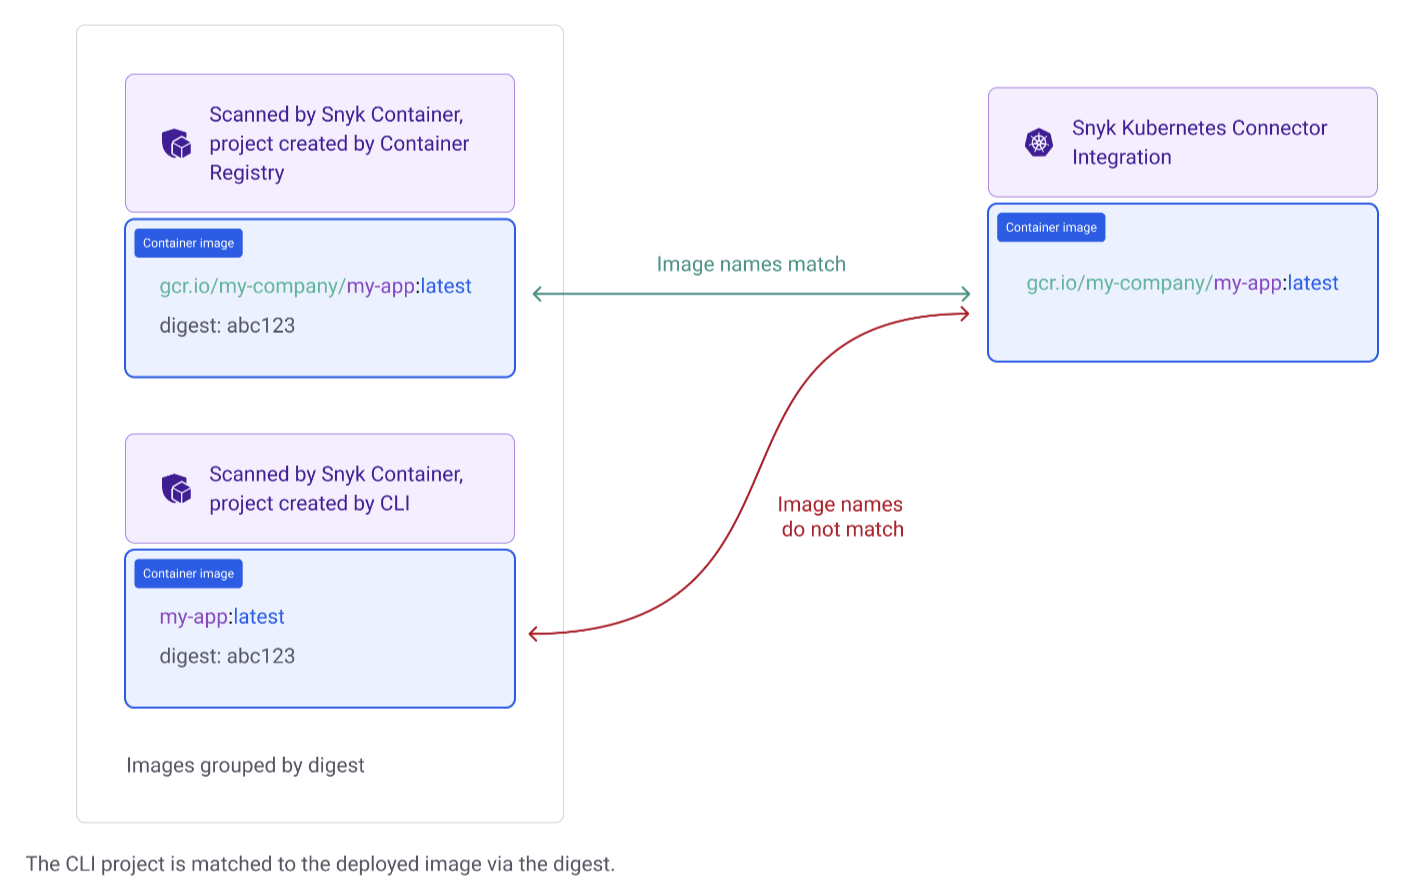 Scanned by Snyk Container,
project created by Container
Registry
Container image
gcr.io/my-company/my-app:latest
digest: abc123
Scanned by Snyk Container,
project created by CLI
Container image
my-app:latest
digest: abc123
Images grouped by digest
Image names match
Image names
do not match
Snyk Kubernetes Connector
Integration
Container image
gcr.io/my-company/my-app:latest
The CLI project is matched to the deployed image via the digest.